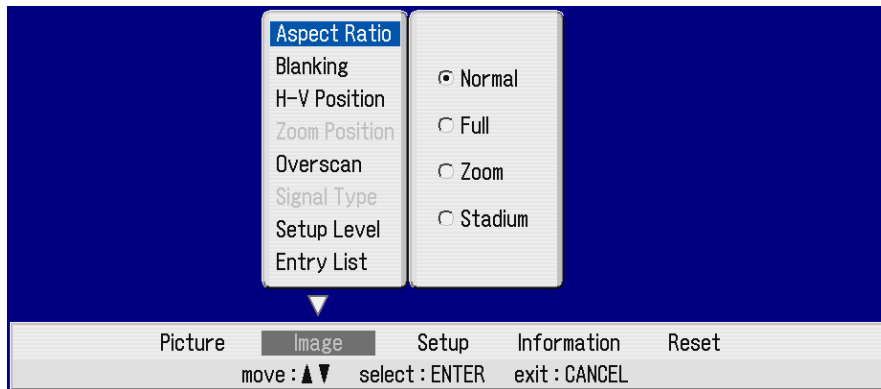 Aspect Ratio
Blanking
H-V Position
Zoom Position
Overscan
Signal Type
Setup Level
Entry List
Normal
Full
Zoom
Stadium
Picture Image Setup Information Reset
move:▲▼ select:ENTER exit:CANCEL